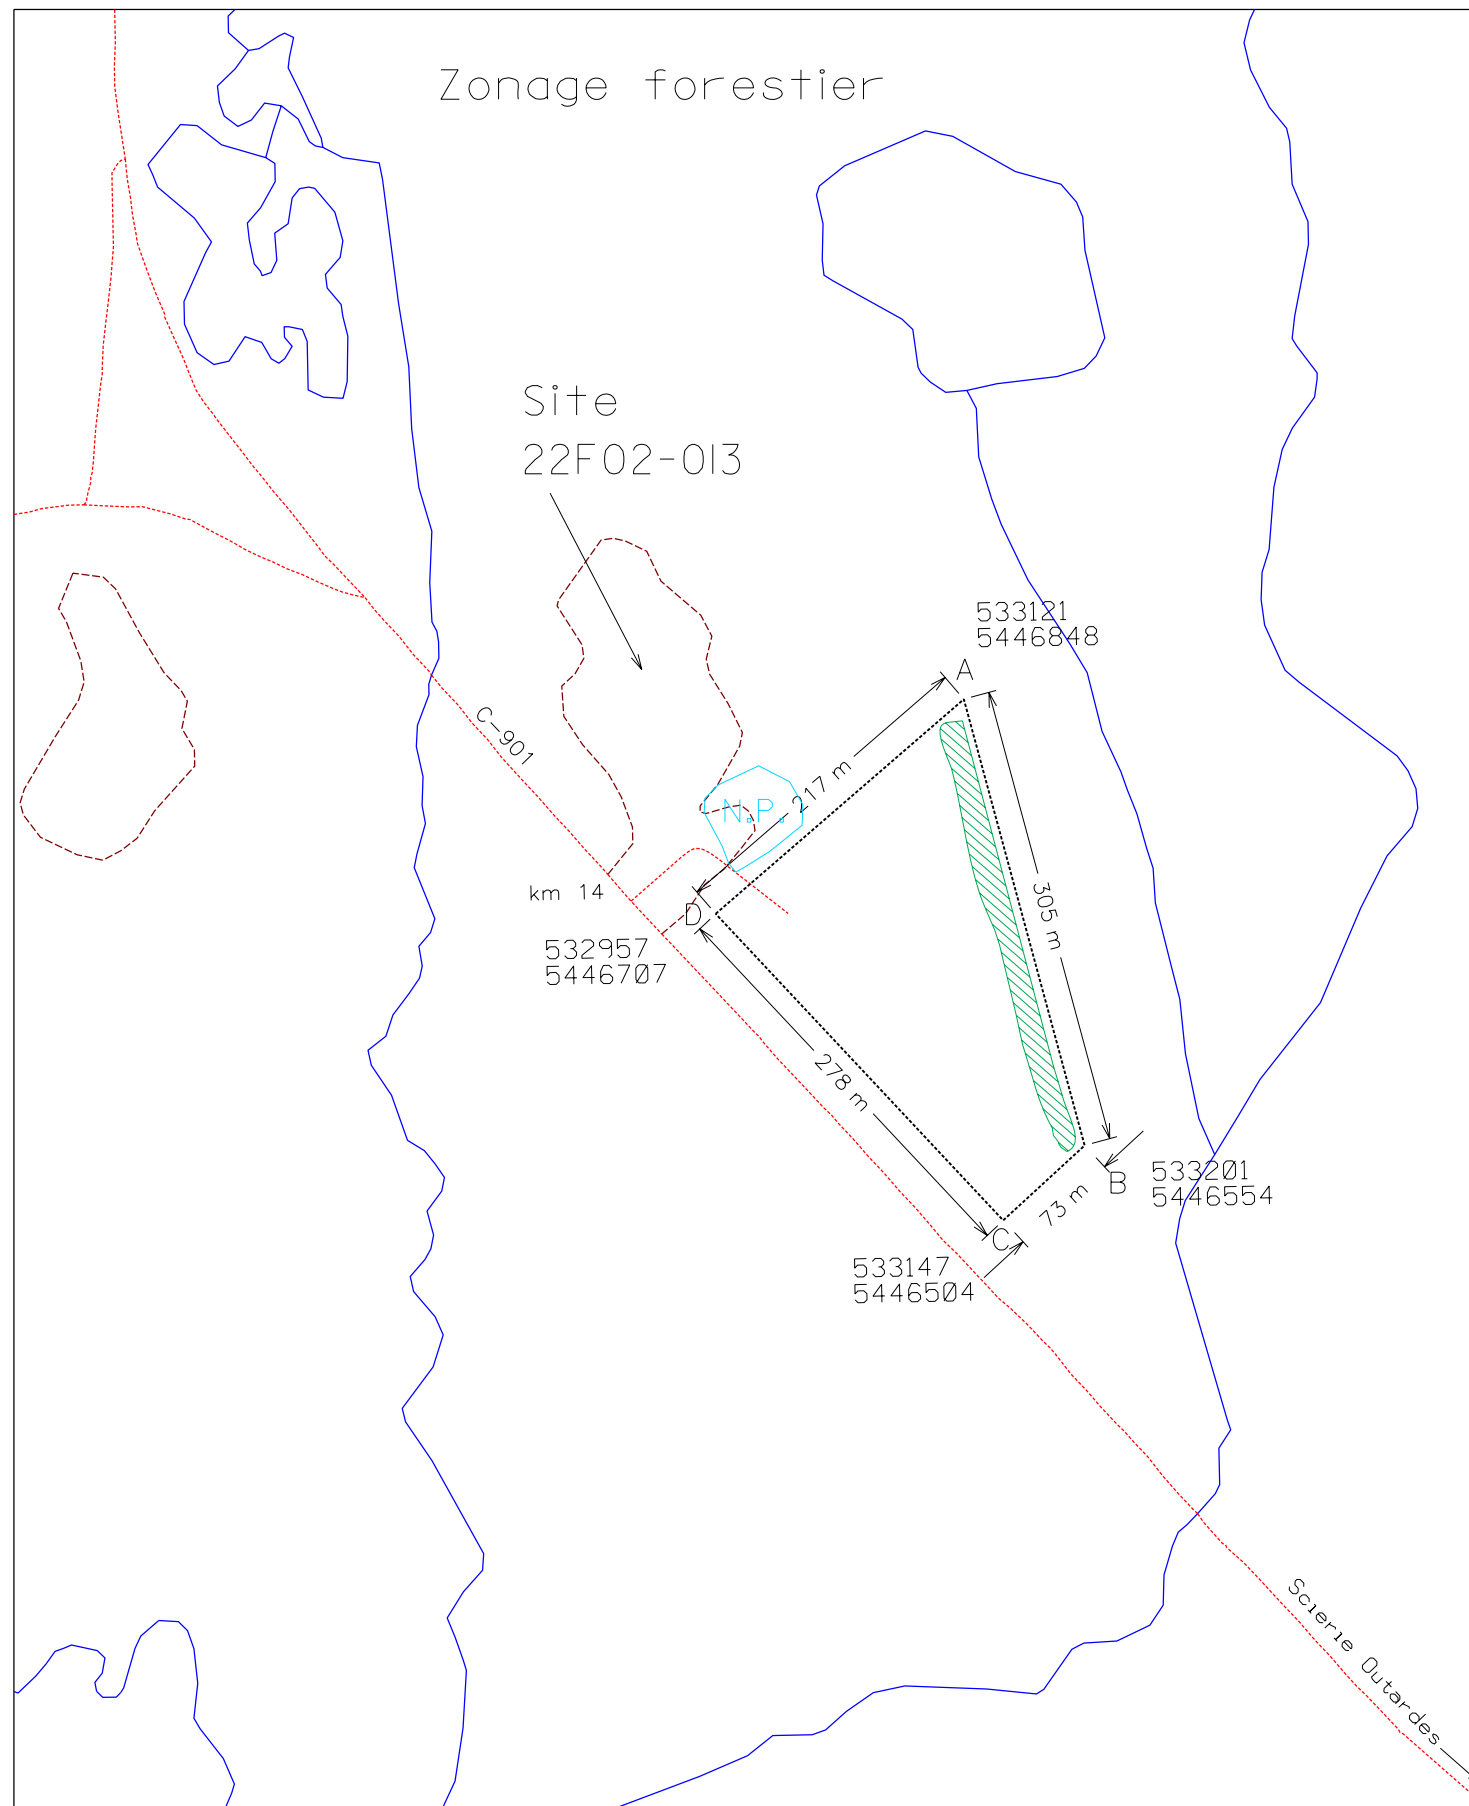 Zonage forestier
Site
22F02-013
533121
5446848
A
C-901
217 m
N.P.
km 14
D
305 m
532957
5446707
278 m
B
533201
5446554
73 m
C
533147
5446504
Scierie Outardes